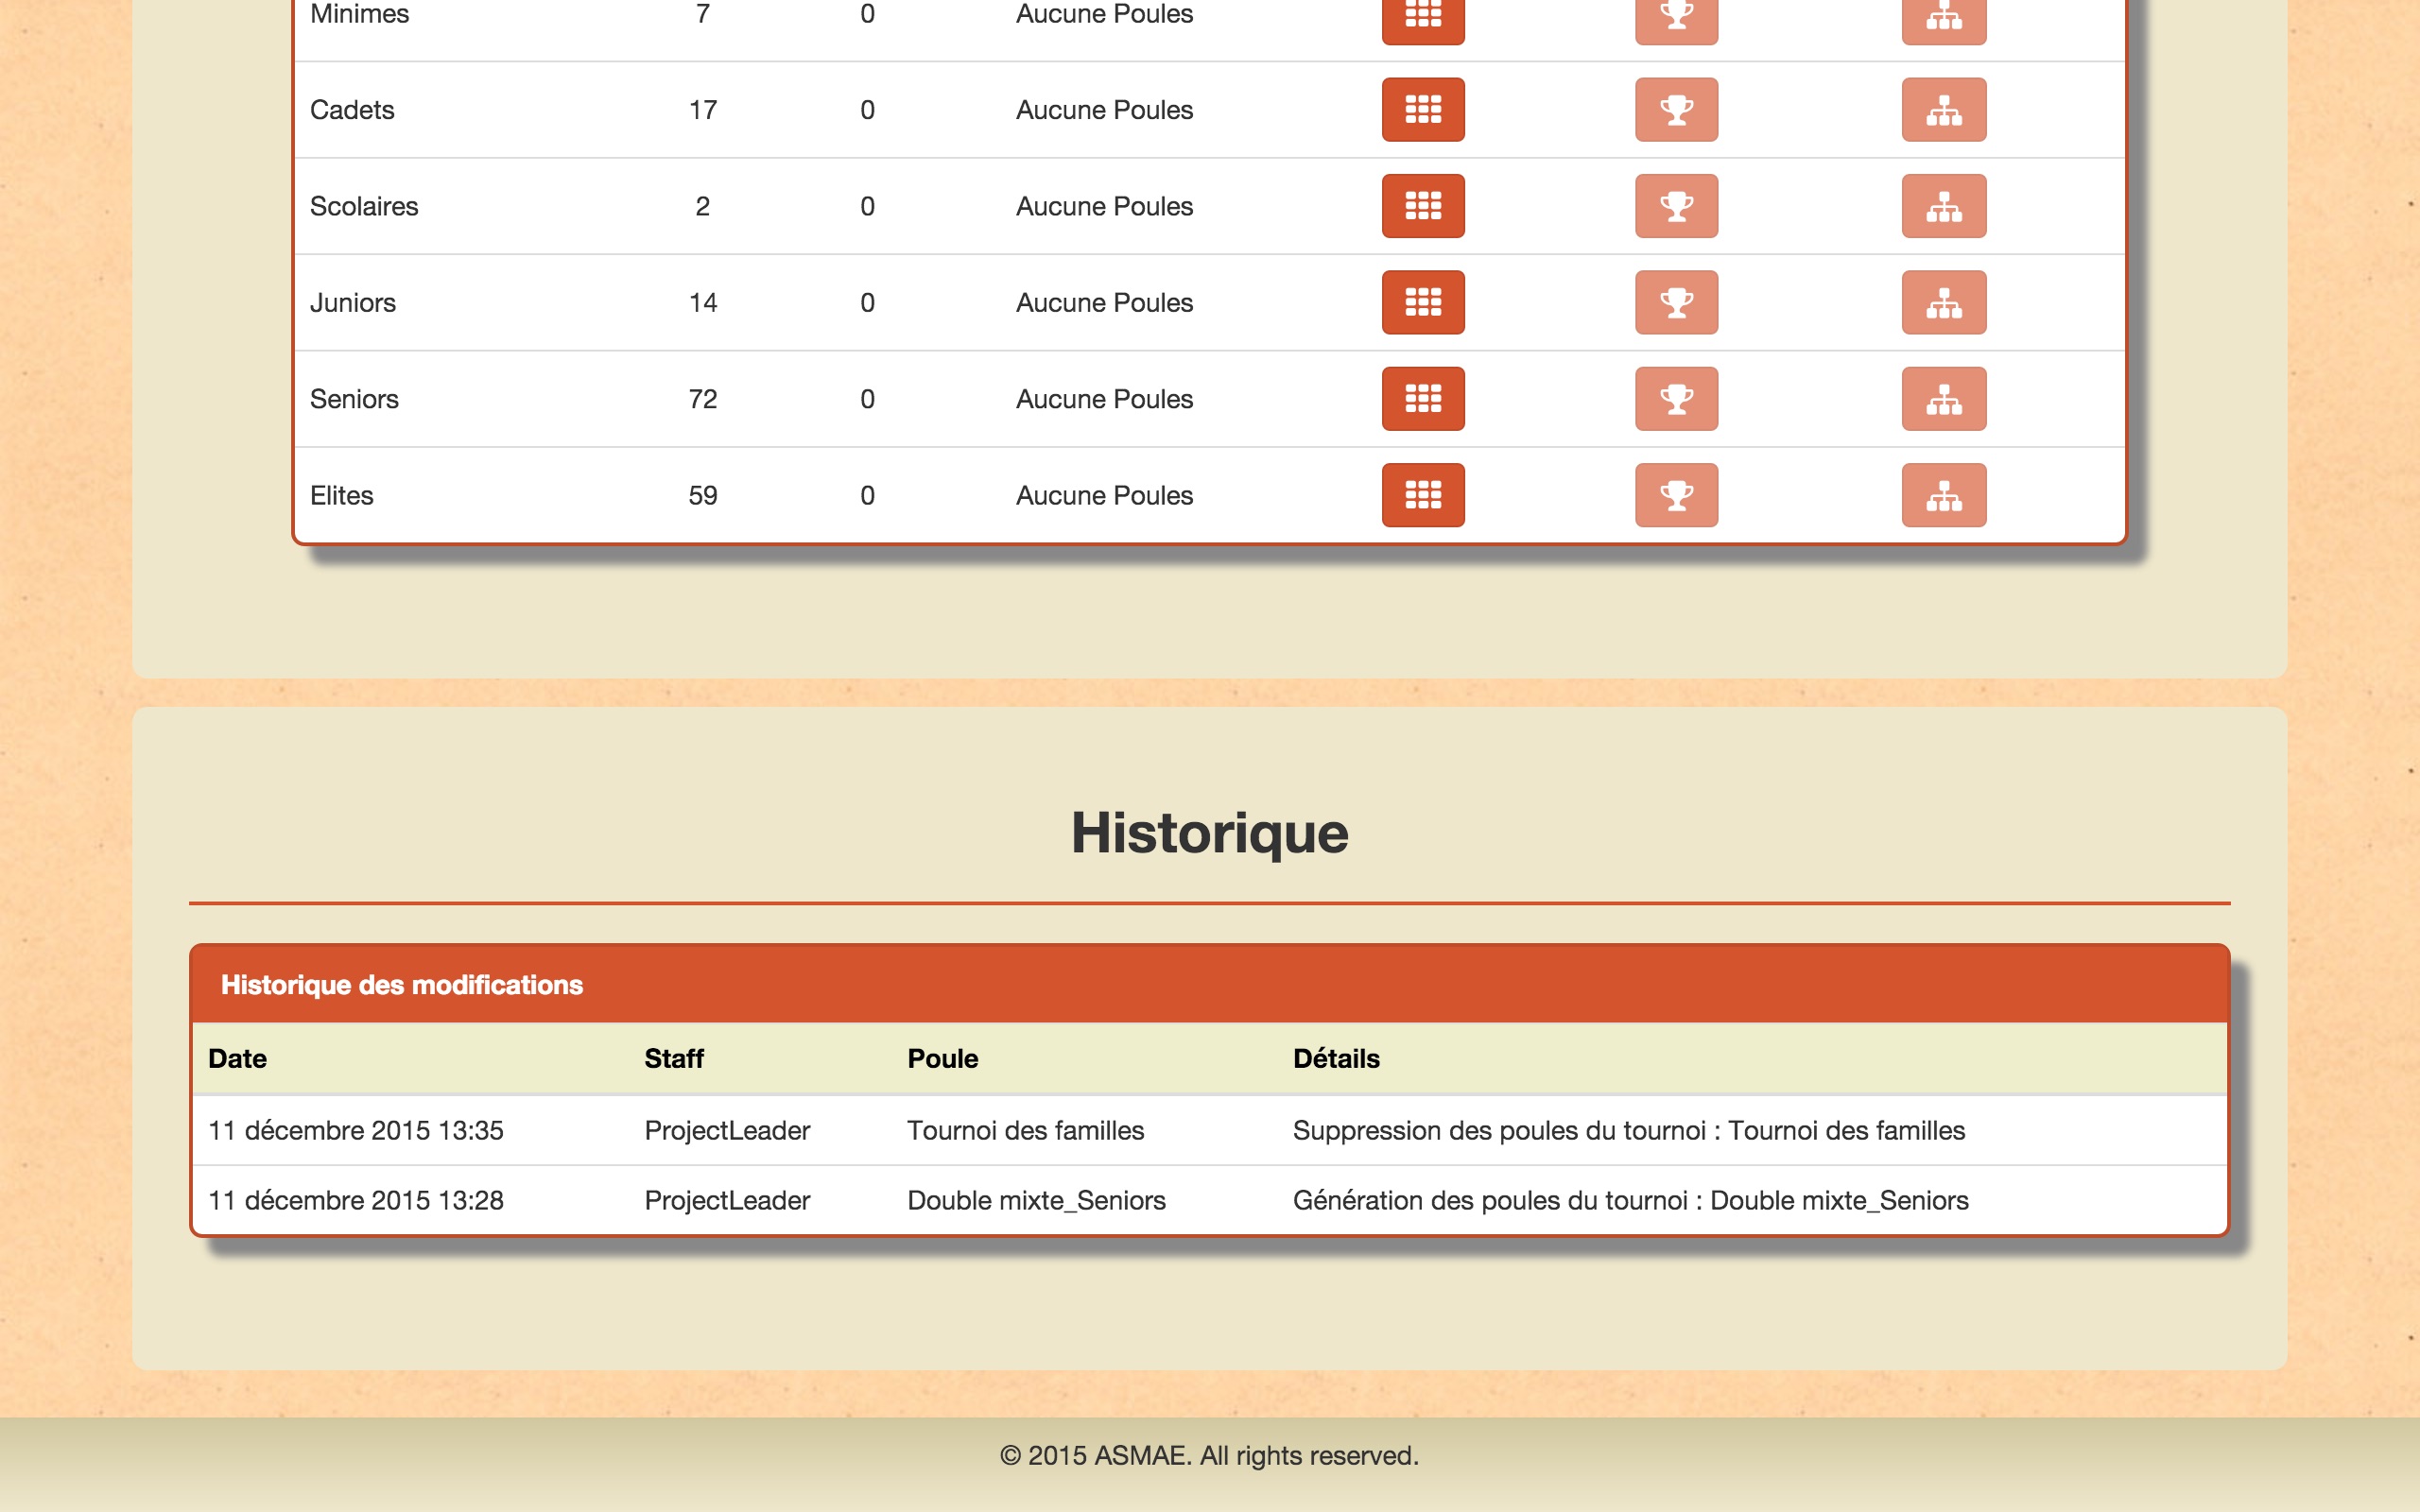 Minimes 7 0 Aucune Poules
Cadets 17 0 Aucune Poules
Scolaires 2 0 Aucune Poules
Juniors 14 0 Aucune Poules
Seniors 72 0 Aucune Poules
Elites 59 0 Aucune Poules
Historique
Historique des modifications
Date Staff Poule Détails
11 décembre 2015 13:35 ProjectLeader Tournoi des familles Suppression des poules du tournoi : Tournoi des familles
11 décembre 2015 13:28 ProjectLeader Double mixte_Seniors Génération des poules du tournoi : Double mixte_Seniors
© 2015 ASMAE. All rights reserved.